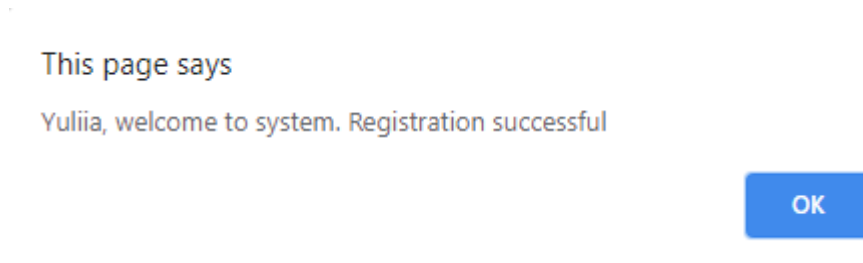 This page says
Yuliia, welcome to system. Registration successful
OK